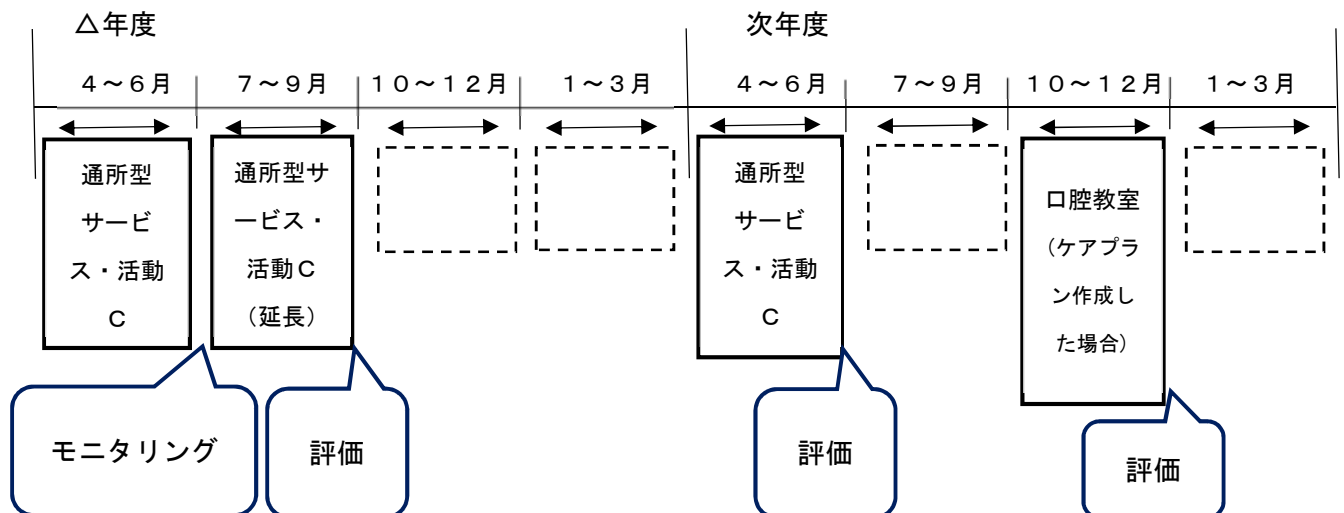 △年度
次年度
４～６月
７～９月
１０～１２月
１～３月
４～６月
７～９月
１０～１２月
１～３月
通所型
サービ
ス・活動
Ｃ
通所型サ
ービス・
活動Ｃ
（延長）
通所型
サービ
ス・活動
Ｃ
口腔教室
（ケアプラ
ン作成し
た場合）
モニタリング
評価
評価
評価